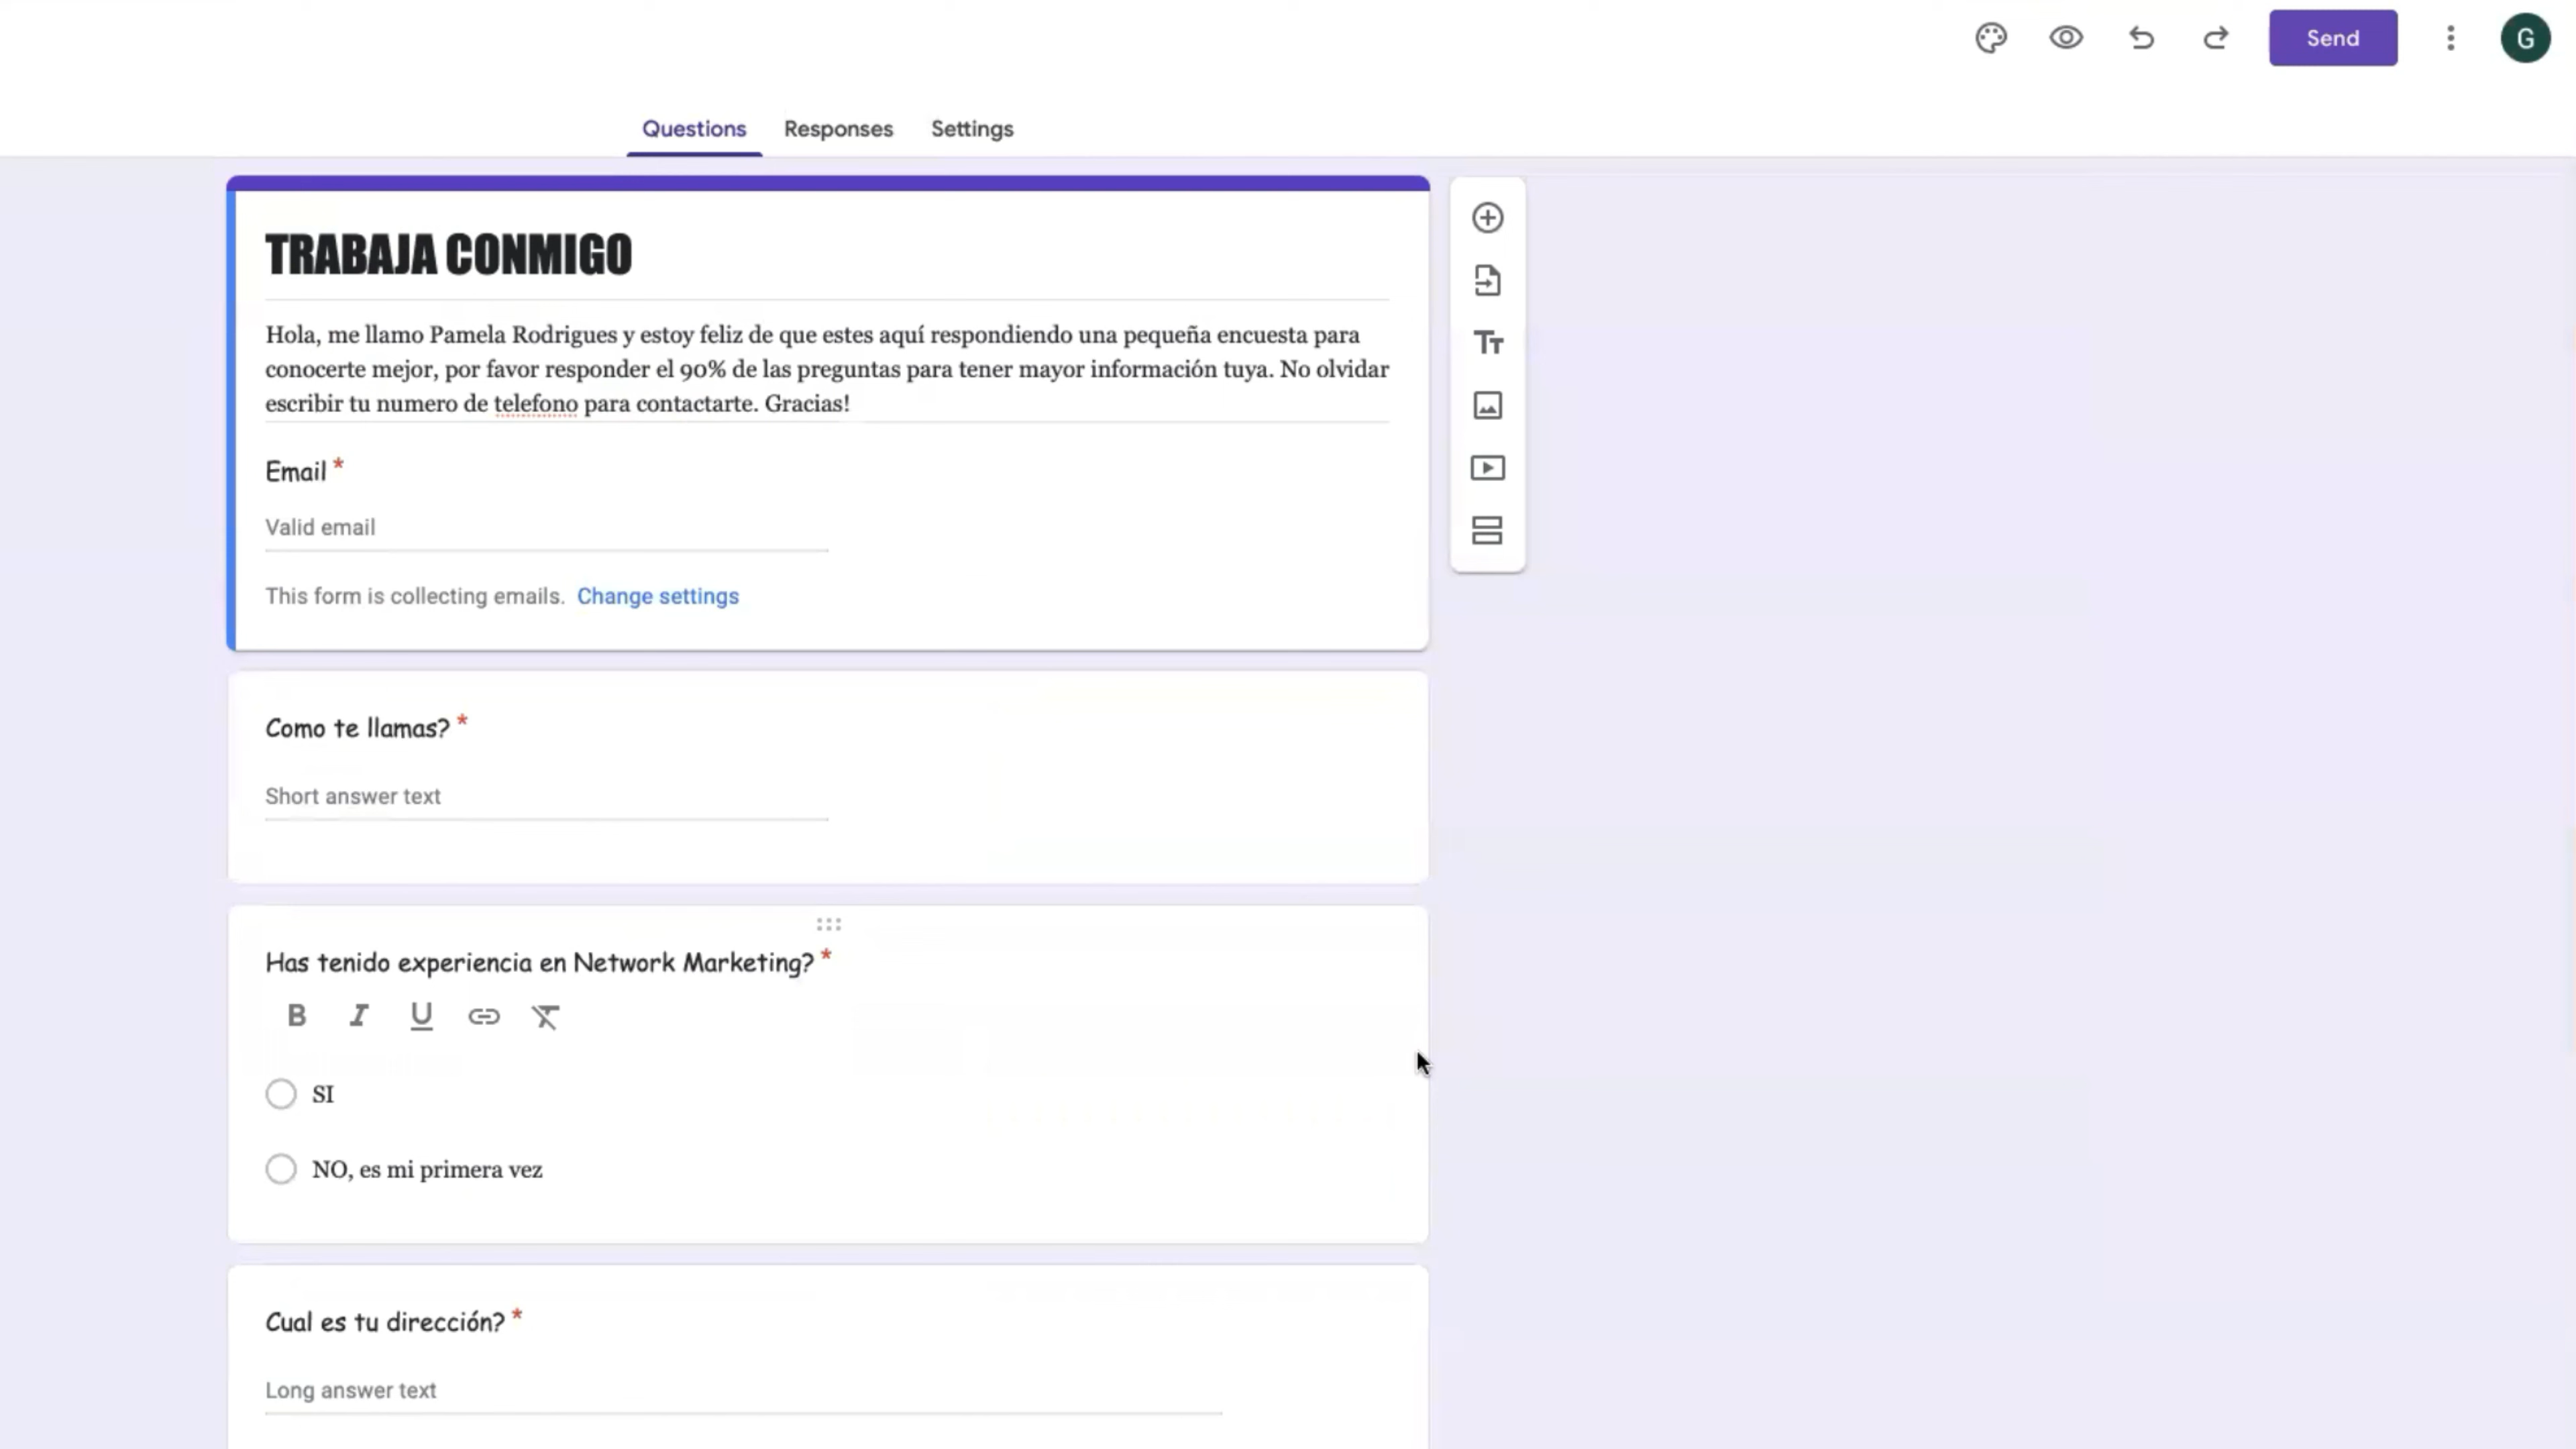 Send
G
Questions Responses Settings
TRABAJA CONMIGO
Hola, me llamo Pamela Rodrigues y estoy feliz de que estes aquí respondiendo una pequeña encuesta para
conocerte mejor, por favor responder el 90% de las preguntas para tener mayor información tuya. No olvidar
escribir tu numero de telefono para contactarte. Gracias!
Email *
Valid email
This form is collecting emails. Change settings
Como te llamas? *
Short answer text
Has tenido experiencia en Network Marketing? *
B I U
SI
NO, es mi primera vez
Cual es tu dirección? *
Long answer text